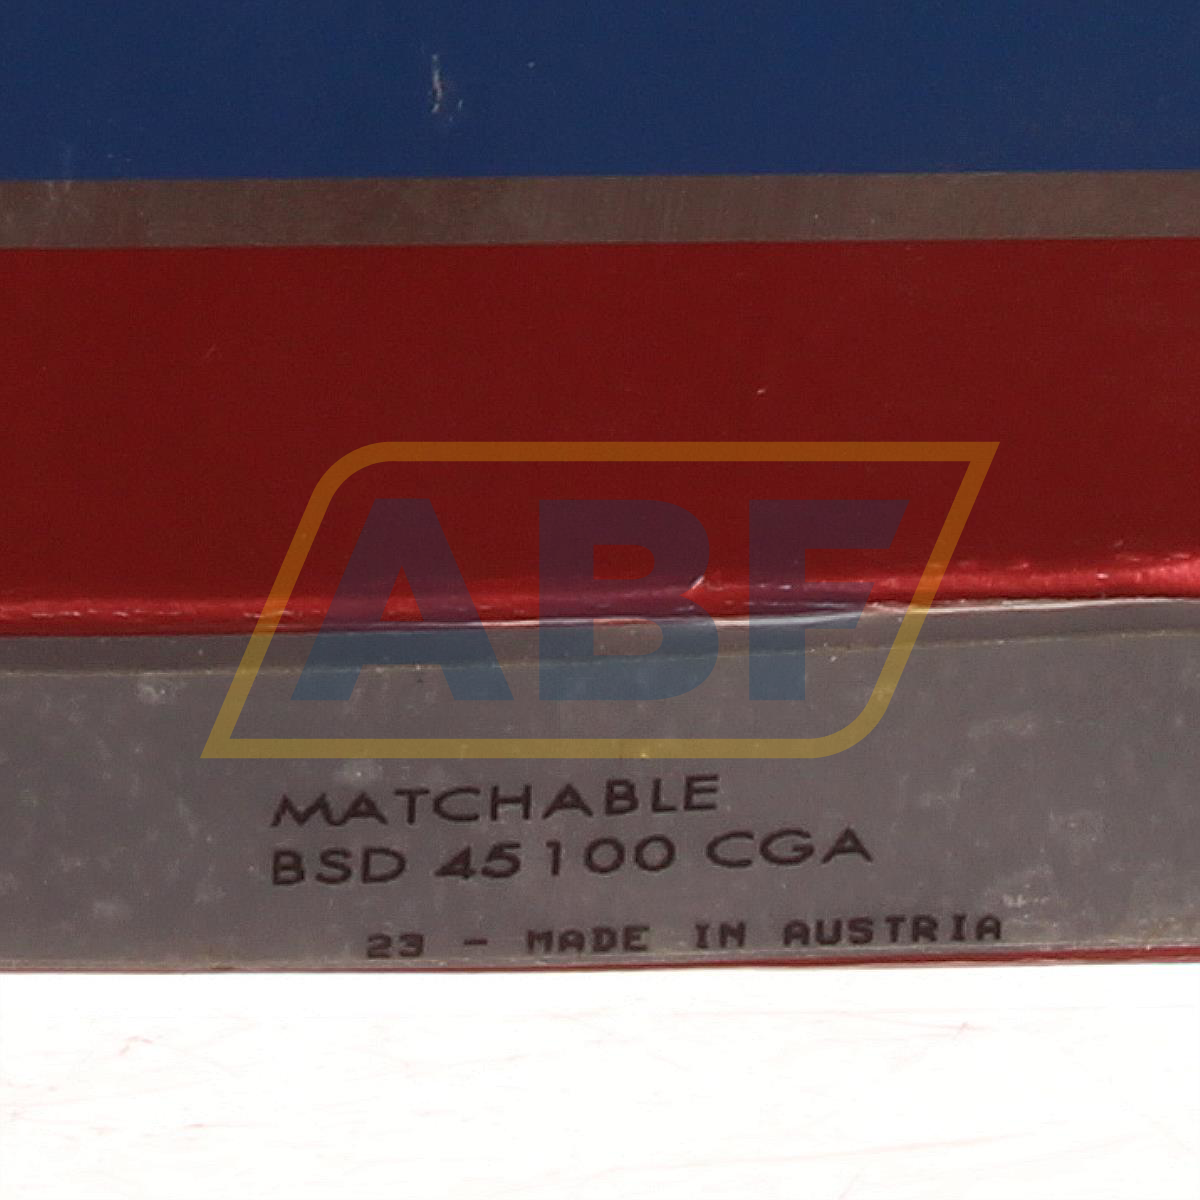 ABF
MATCHABLE
BSD 45100 CGA
23 - MADE IN AUSTRIA